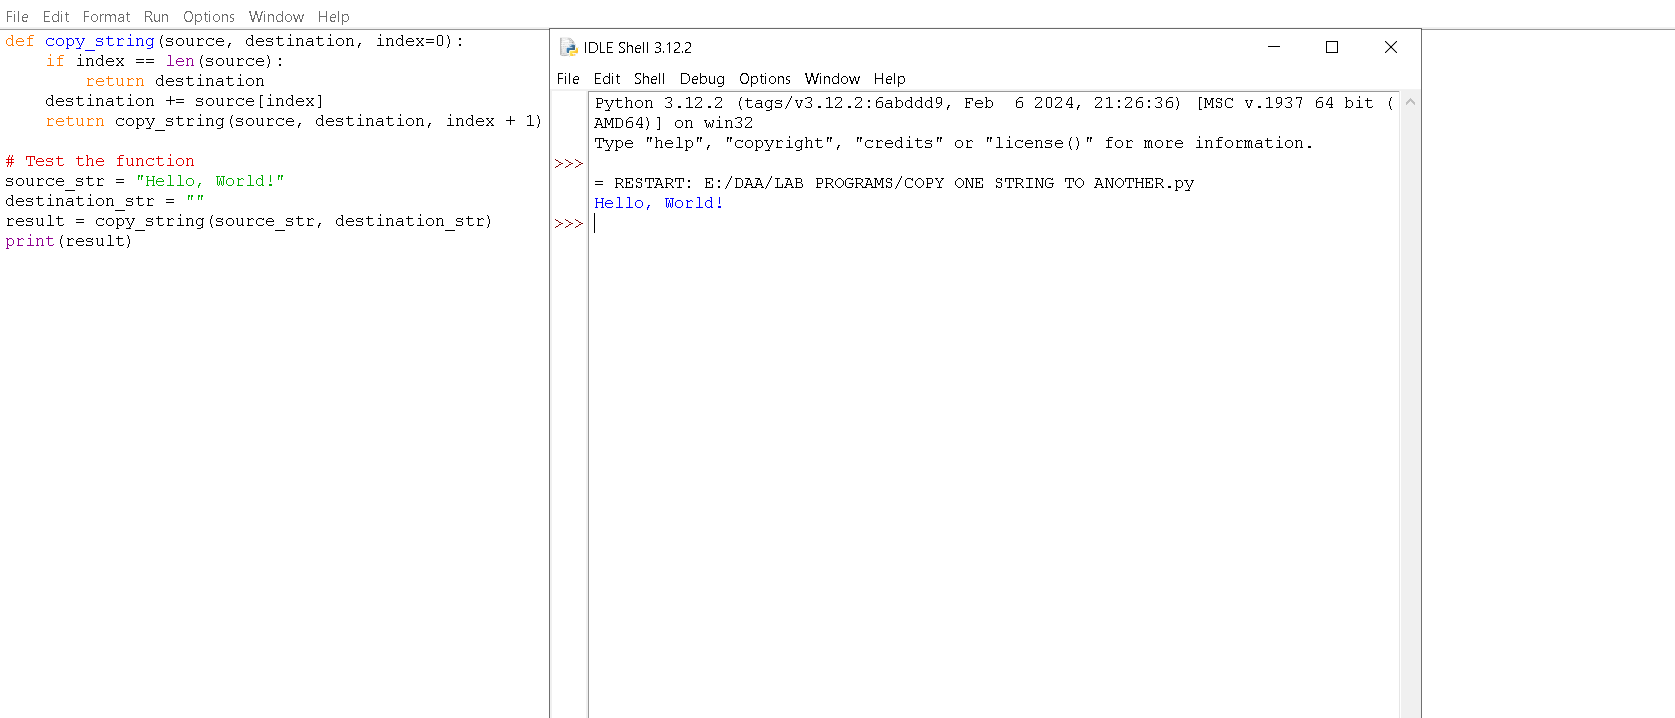 File Edit Format Run Options Window Help
def copy_string(source, destination, index=0):
    if index == len(source):
        return destination
    destination += source[index]
    return copy_string(source, destination, index + 1)

# Test the function
source_str = "Hello, World!"
destination_str = ""
result = copy_string(source_str, destination_str)
print(result)
IDLE Shell 3.12.2
File Edit Shell Debug Options Window Help
Python 3.12.2 (tags/v3.12.2:6abddd9, Feb  6 2024, 21:26:36) [MSC v.1937 64 bit (
AMD64)] on win32
Type "help", "copyright", "credits" or "license()" for more information.
>>>
= RESTART: E:/DAA/LAB PROGRAMS/COPY ONE STRING TO ANOTHER.py
Hello, World!
>>>